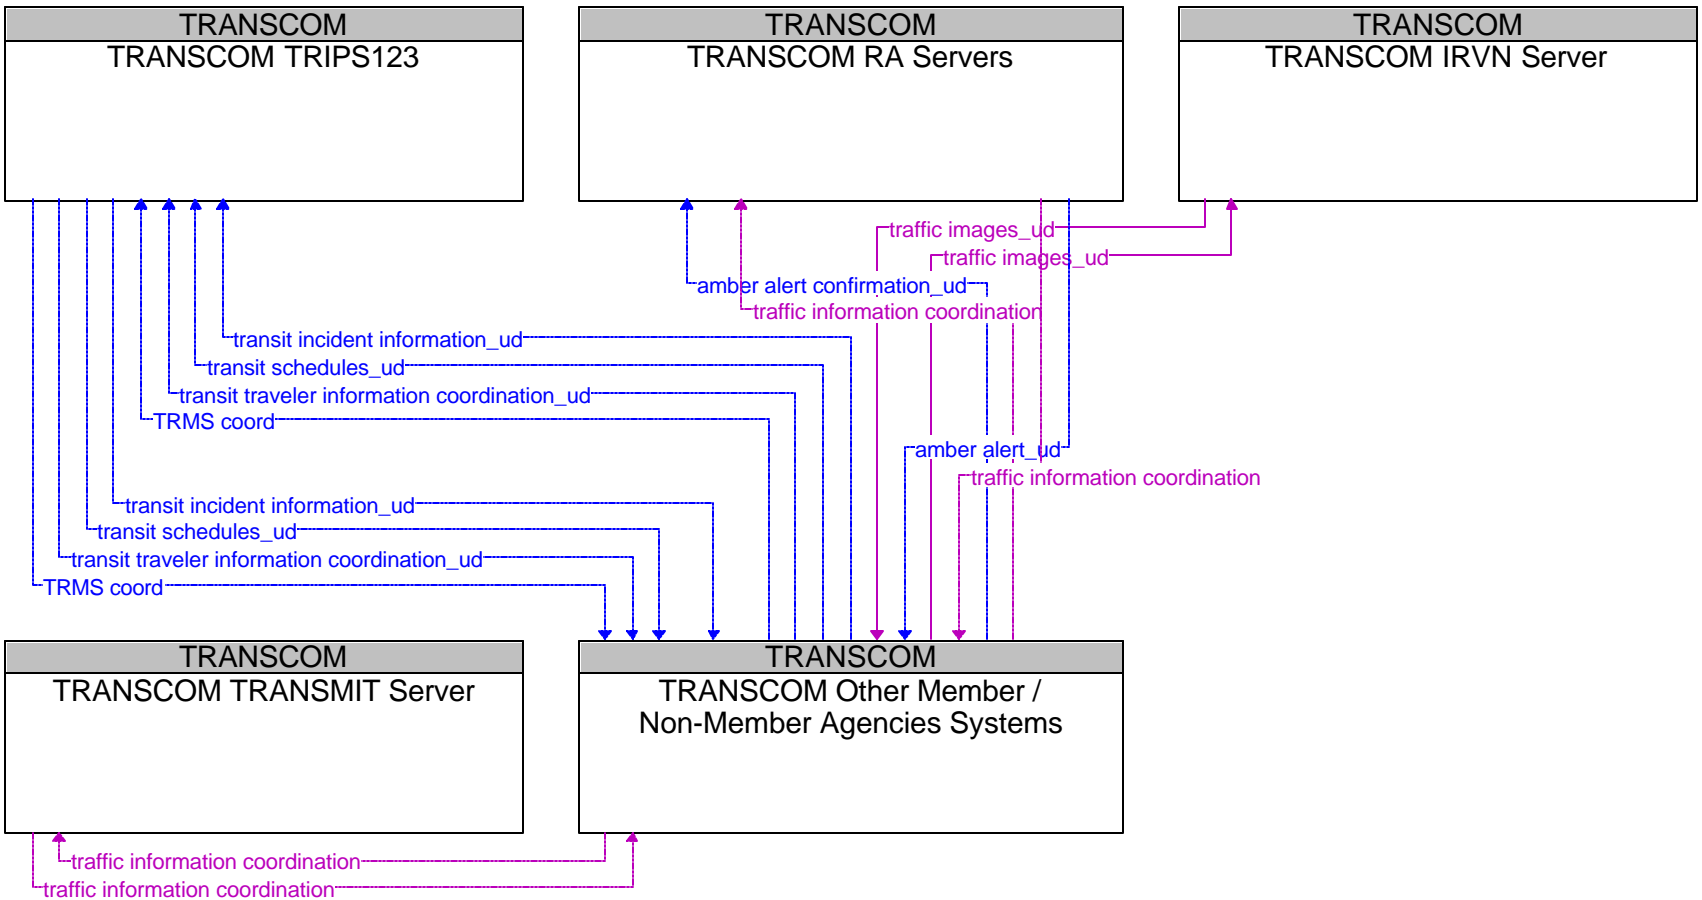 TRANSCOM
TRANSCOM TRIPS123
TRANSCOM
TRANSCOM RA Servers
TRANSCOM
TRANSCOM IRVN Server
traffic images_ud
traffic images_ud
amber alert confirmation_ud
traffic information coordination
transit incident information_ud
transit schedules_ud
transit traveler information coordination_ud
TRMS coord
amber alert_ud
traffic information coordination
transit incident information_ud
transit schedules_ud
transit traveler information coordination_ud
TRMS coord
TRANSCOM
TRANSCOM TRANSMIT Server
TRANSCOM
TRANSCOM Other Member /
Non-Member Agencies Systems
traffic information coordination
traffic information coordination